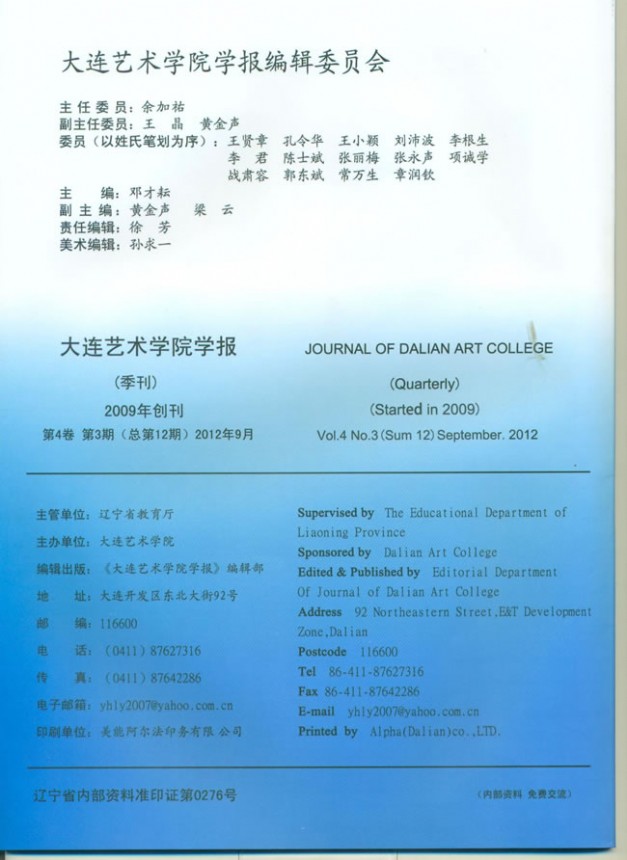 大连艺术学院学报编辑委员会
主 任 委 员：余加祐
副主任委员：王　晶　黄金声
委员（以姓氏笔划为序）：王贤章　孔令华　王小颖　刘沛波　李根生
李　君　陈士斌　张丽梅　张永声　项诚学
战肃容　郭东斌　常万生　章润钦
主　　编：邓才耘
副 主 编：黄金声　梁　云
责任编辑：徐　芳
美术编辑：孙求一
大连艺术学院学报
（季刊）
2009年创刊
第4卷 第3期（总第12期）2012年9月
JOURNAL OF DALIAN ART COLLEGE
(Quarterly)
(Started in 2009)
Vol.4 No.3(Sum 12)September. 2012
主管单位：辽宁省教育厅
主办单位：大连艺术学院
编辑出版：《大连艺术学院学报》编辑部
地　　址：大连开发区东北大街92号
邮　　编：116600
电　　话：（0411）87627316
传　　真：（0411）87642286
电子邮箱：yhly2007@yahoo.com.cn
印刷单位：美能阿尔法印务有限公司
Supervised by The Educational Department of
Liaoning Province
Sponsored by Dalian Art College
Edited & Published by Editorial Department
Of Journal of Dalian Art College
Address 92 Northeastern Street,E&T Development
Zone,Dalian
Postcode 116600
Tel 86-411-87627316
Fax 86-411-87642286
E-mail yhly2007@yahoo.com.cn
Printed by Alpha(Dalian)co.,LTD.
辽宁省内部资料准印证第0276号
（内部资料 免费交流）